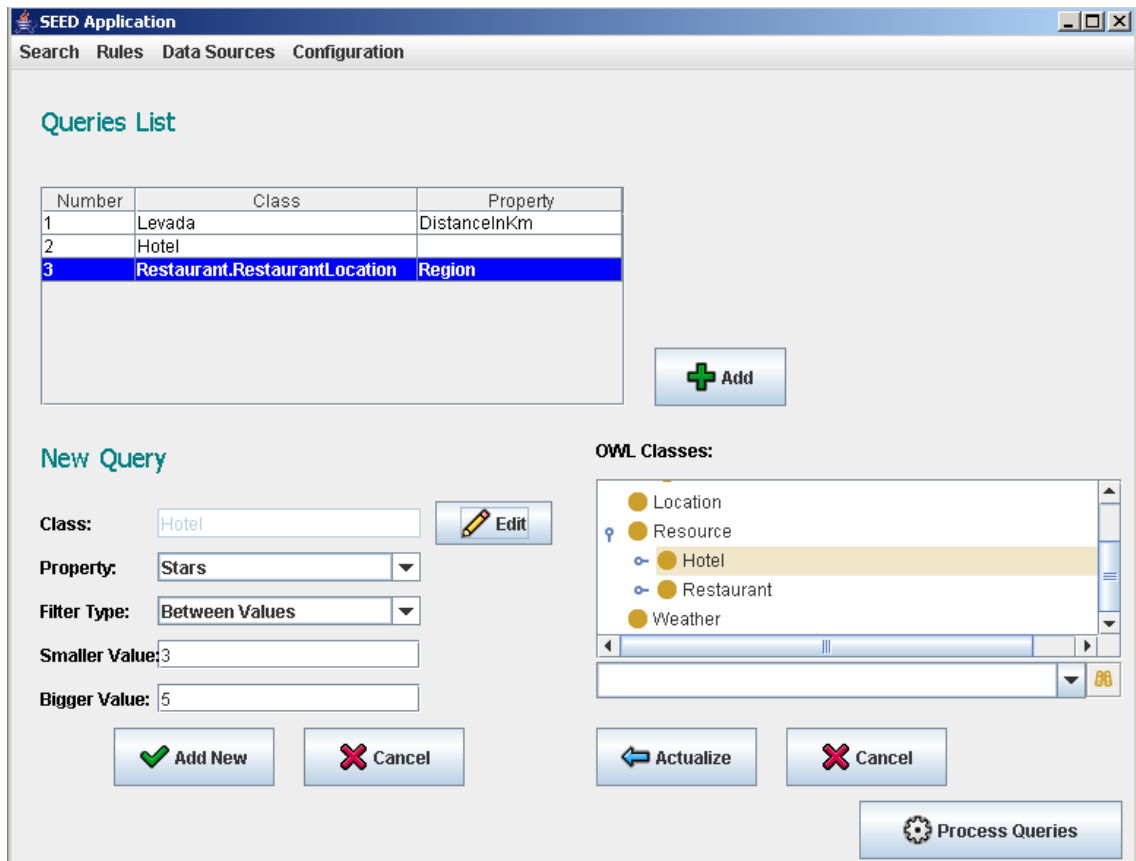 SEED Application
Search Rules Data Sources Configuration
Queries List
Number Class Property
1 Levada DistanceInKm
2 Hotel
3 Restaurant.RestaurantLocation Region
Add
New Query
OWL Classes:
Class: Hotel Edit
Property: Stars
Filter Type: Between Values
Smaller Value: 3
Bigger Value: 5
Location
Resource
Hotel
Restaurant
Weather
Add New Cancel
Actualize Cancel
Process Queries